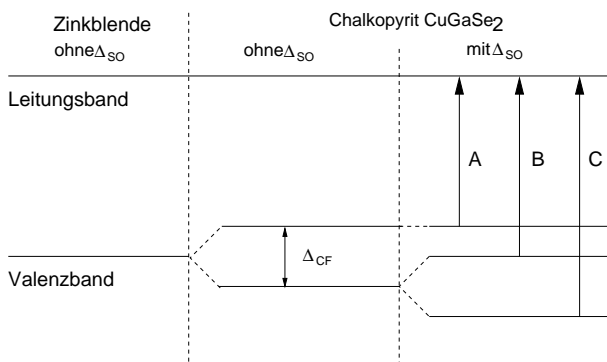 Zinkblende
Chalkopyrit CuGaSe2
ohneΔSO
ohneΔSO
mitΔSO
Leitungsband
A
B
C
ΔCF
Valenzband